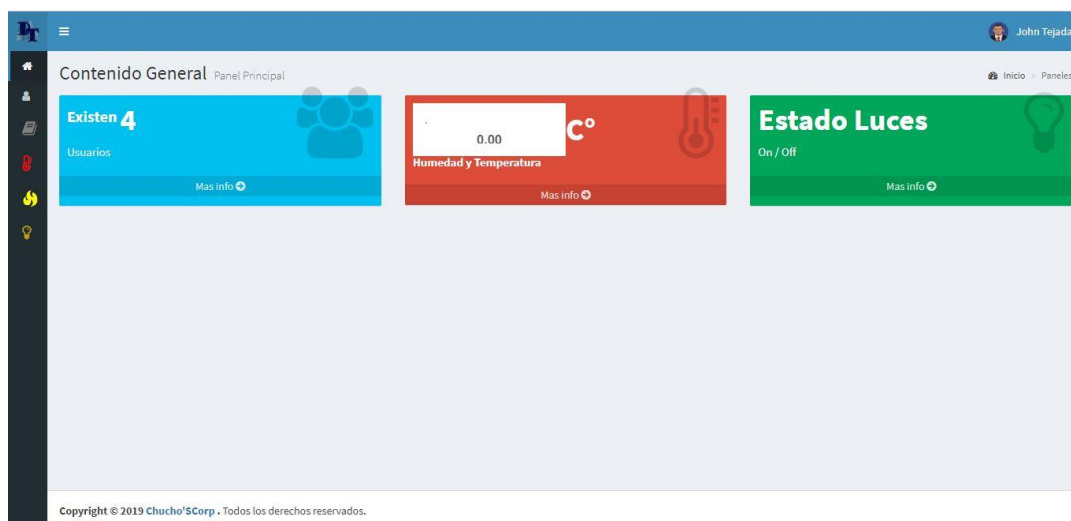 PT
John Tejada
Contenido General Panel Principal
Inicio > Paneles
Existen 4
Usuarios
Mas info
0.00
C°
Humedad y Temperatura
Mas info
Estado Luces
On / Off
Mas info
Copyright © 2019 Chucho'SCorp . Todos los derechos reservados.